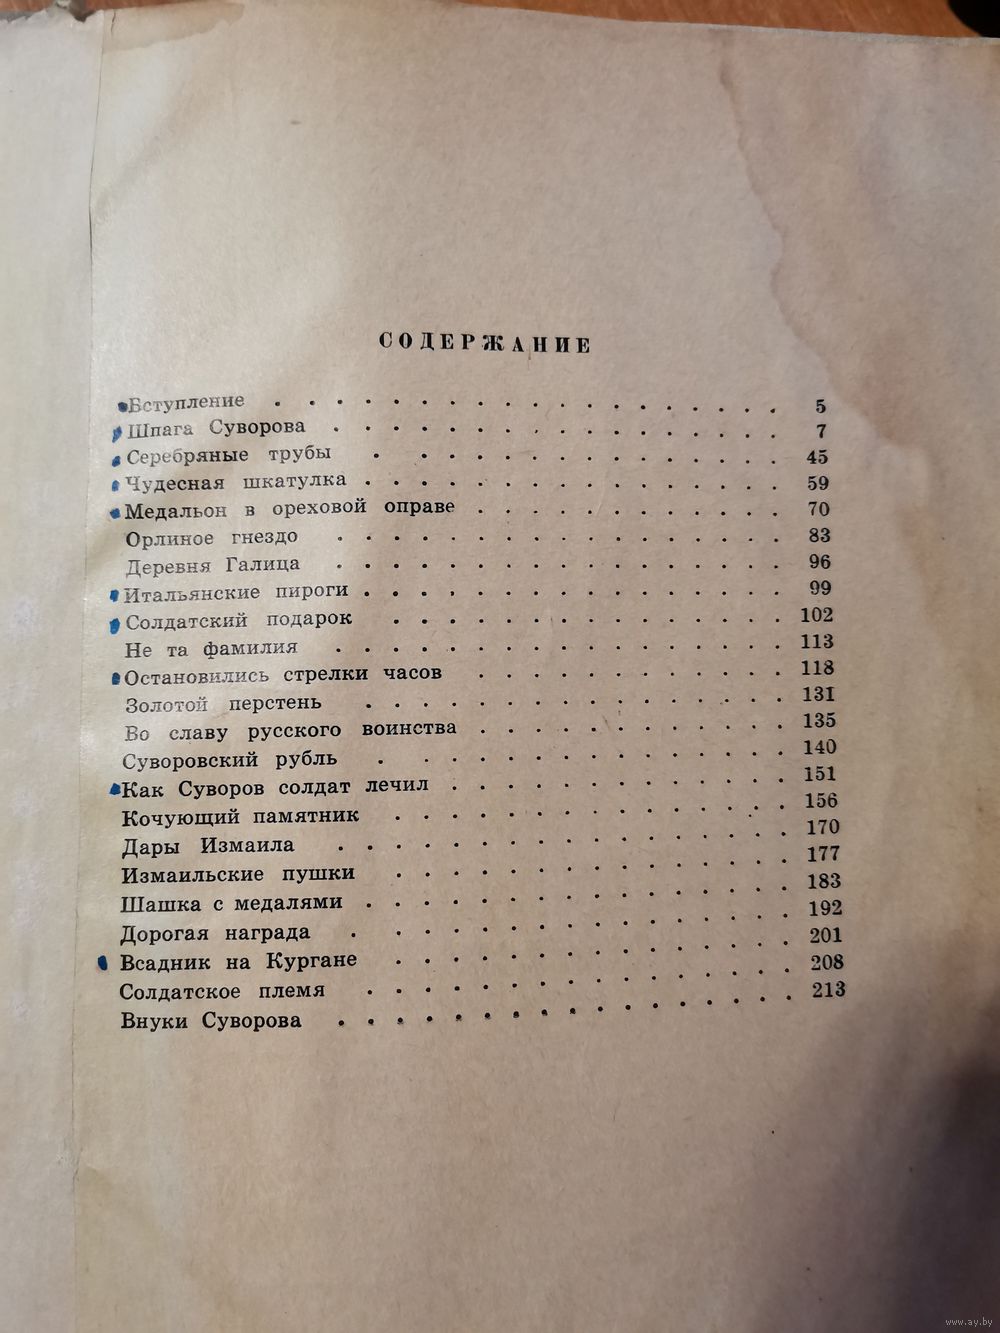 СОДЕРЖАНИЕ
Вступление . . . . . . . . . . . . . . . . . . 5
Шпага Суворова . . . . . . . . . . . . . . . . 7
Серебряные трубы . . . . . . . . . . . . . . 45
Чудесная шкатулка . . . . . . . . . . . . . . . 59
Медальон в ореховой оправе . . . . . . . . . . . 70
Орлиное гнездо . . . . . . . . . . . . . . . . 83
Деревня Галица . . . . . . . . . . . . . . . . 96
Итальянские пироги . . . . . . . . . . . . . . . 99
Солдатский подарок . . . . . . . . . . . . . . 102
Не та фамилия . . . . . . . . . . . . . . . . 113
Остановились стрелки часов . . . . . . . . . . . 118
Золотой перстень . . . . . . . . . . . . . . . 131
Во славу русского воинства . . . . . . . . . . . 135
Суворовский рубль . . . . . . . . . . . . . . 140
Как Суворов солдат лечил . . . . . . . . . . . . 151
Кочующий памятник . . . . . . . . . . . . . . 156
Дары Измаила . . . . . . . . . . . . . . . . 170
Измаильские пушки . . . . . . . . . . . . . . 177
Шашка с медалями . . . . . . . . . . . . . . . 183
Дорогая награда . . . . . . . . . . . . . . . 192
Всадник на Кургане . . . . . . . . . . . . . . 201
Солдатское племя . . . . . . . . . . . . . . . 208
Внуки Суворова . . . . . . . . . . . . . . . . 213
www.ay.by